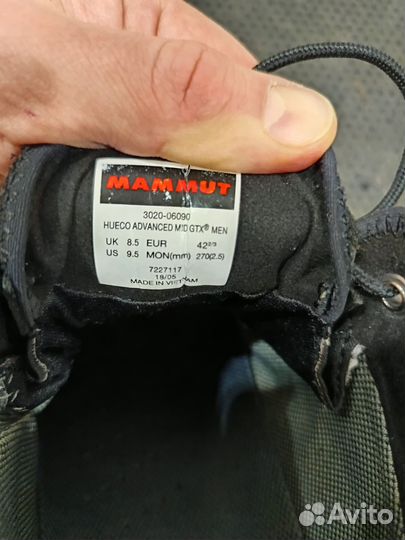 MAMMUT
3020-06090
HUECO ADVANCED MID GTX® MEN
UK 8.5 EUR 42 2/3
US 9.5 MON(mm) 270(2.5)
7227117
18/05
MADE IN VIETNAM
Avito